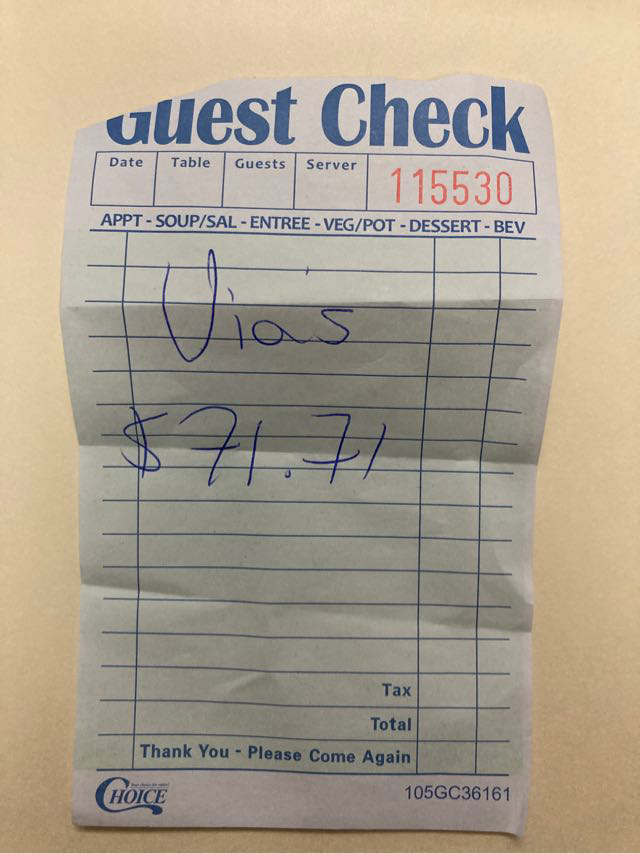 Guest Check
Date Table Guests Server
115530
APPT - SOUP/SAL - ENTREE - VEG/POT - DESSERT - BEV
Vias
$71.71
Tax
Total
Thank You - Please Come Again
CHOICE
105GC36161